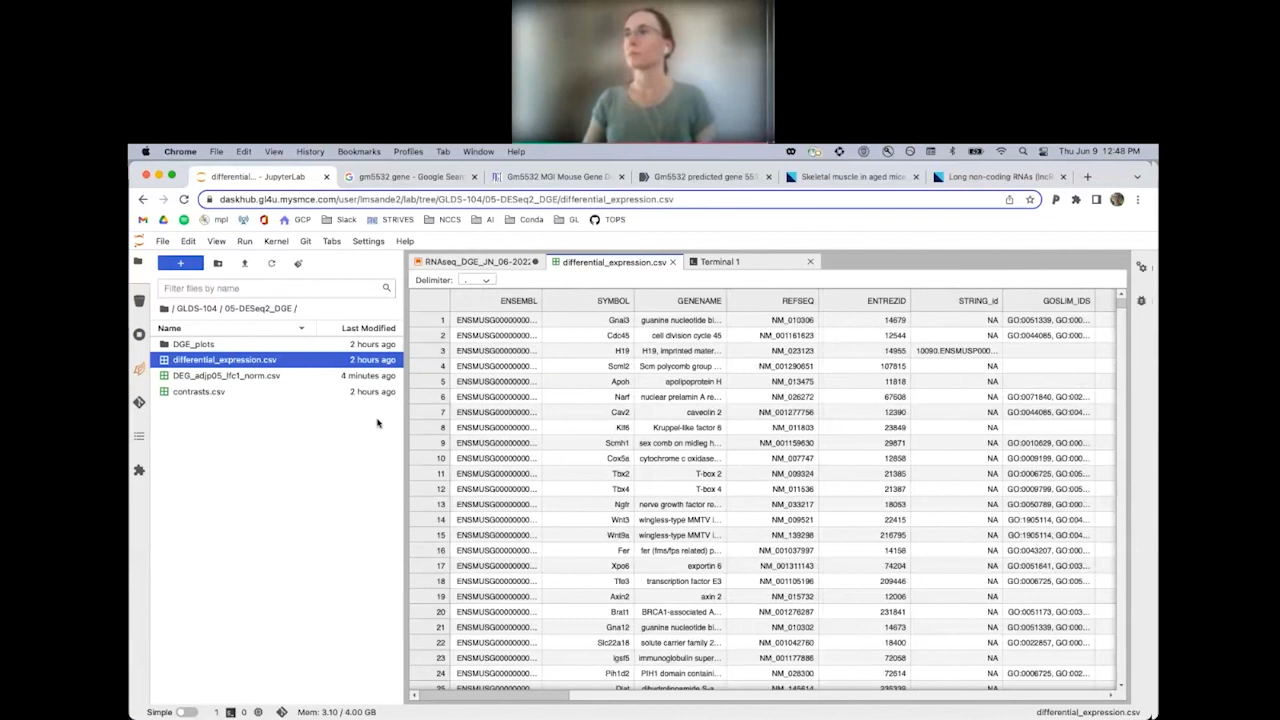 Chrome File Edit View History Bookmarks Profiles Tab Window Help Thu Jun 9 12:48 PM
differential... - JupyterLab gm5532 gene - Google Sear Gm5532 MGI Mouse Gene D Gm5532 predicted gene 553 Skeletal muscle in aged mice Long non-coding RNAs (lncR
daskhub.gl4u.mysmce.com/user/lmsande2/lab/tree/GLDS-104/05-DESeq2_DGE/differential_expression.csv
mpl GCP Slack STRIVES NCCS AI Conda GL TOPS
File Edit View Run Kernel Git Tabs Settings Help
+ RNAseq_DGE_JN_06-2022 differential_expression.csv Terminal 1
Delimiter: ,
Filter files by name
/ GLDS-104 / 05-DESeq2_DGE /
Name Last Modified
DGE_plots 2 hours ago
differential_expression.csv 2 hours ago
DEG_adjp05_lfc1_norm.csv 4 minutes ago
contrasts.csv 2 hours ago
ENSEMBL SYMBOL GENENAME REFSEQ ENTREZID STRING_id GOSLIM_IDS
1 ENSMUSG00000000... Gnai3 guanine nucleotide bi... NM_010306 14679 NA GO:0051339, GO:000...
2 ENSMUSG00000000... Cdc45 cell division cycle 45 NM_001161623 12544 NA GO:0044085, GO:004...
3 ENSMUSG00000000... H19 H19, imprinted mater... NM_023123 14955 10090.ENSMUSP000...
4 ENSMUSG00000000... Scml2 Scm polycomb group ... NM_001290651 107815 NA
5 ENSMUSG00000000... Apoh apolipoprotein H NM_013475 11818 NA
6 ENSMUSG00000000... Narf nuclear prelamin A re... NM_026272 67608 NA GO:0071840, GO:002...
7 ENSMUSG00000000... Cav2 caveolin 2 NM_001277756 12390 NA GO:0044085, GO:004...
8 ENSMUSG00000000... Klf6 Kruppel-like factor 6 NM_011803 23849 NA
9 ENSMUSG00000000... Scmh1 sex comb on midleg h... NM_001159630 29871 NA GO:0010629, GO:000...
10 ENSMUSG00000000... Cox5a cytochrome c oxidase... NM_007747 12858 NA GO:0009199, GO:000...
11 ENSMUSG00000000... Tbx2 T-box 2 NM_009324 21385 NA GO:0006725, GO:005...
12 ENSMUSG00000000... Tbx4 T-box 4 NM_011536 21387 NA GO:0009799, GO:005...
13 ENSMUSG00000000... Ngfr nerve growth factor re... NM_033217 18053 NA GO:0050789, GO:000...
14 ENSMUSG00000000... Wnt3 wingless-type MMTV i... NM_009521 22415 NA GO:1905114, GO:004...
15 ENSMUSG00000000... Wnt9a wingless-type MMTV i... NM_139298 216795 NA GO:1905114, GO:004...
16 ENSMUSG00000000... Fer fer (fms/fps related) p... NM_001037997 14158 NA GO:0043207, GO:000...
17 ENSMUSG00000000... Xpo6 exportin 6 NM_001311143 74204 NA GO:0051641, GO:003...
18 ENSMUSG00000000... Tfe3 transcription factor E3 NM_001105196 209446 NA GO:0006725, GO:005...
19 ENSMUSG00000000... Axin2 axin 2 NM_015732 12006 NA
20 ENSMUSG00000000... Brat1 BRCA1-associated A... NM_001276287 231841 NA GO:0051173, GO:003...
21 ENSMUSG00000000... Gna12 guanine nucleotide bi... NM_010302 14673 NA GO:0051339, GO:000...
22 ENSMUSG00000000... Slc22a18 solute carrier family 2... NM_001042760 18400 NA GO:0022857, GO:000...
23 ENSMUSG00000000... Igsf5 immunoglobulin super... NM_001177886 72058 NA
24 ENSMUSG00000000... Pih1d2 PIH1 domain containi... NM_028300 72614 NA GO:0006725, GO:002...
Simple 1 0 Mem: 3.10 / 4.00 GB differential_expression.csv